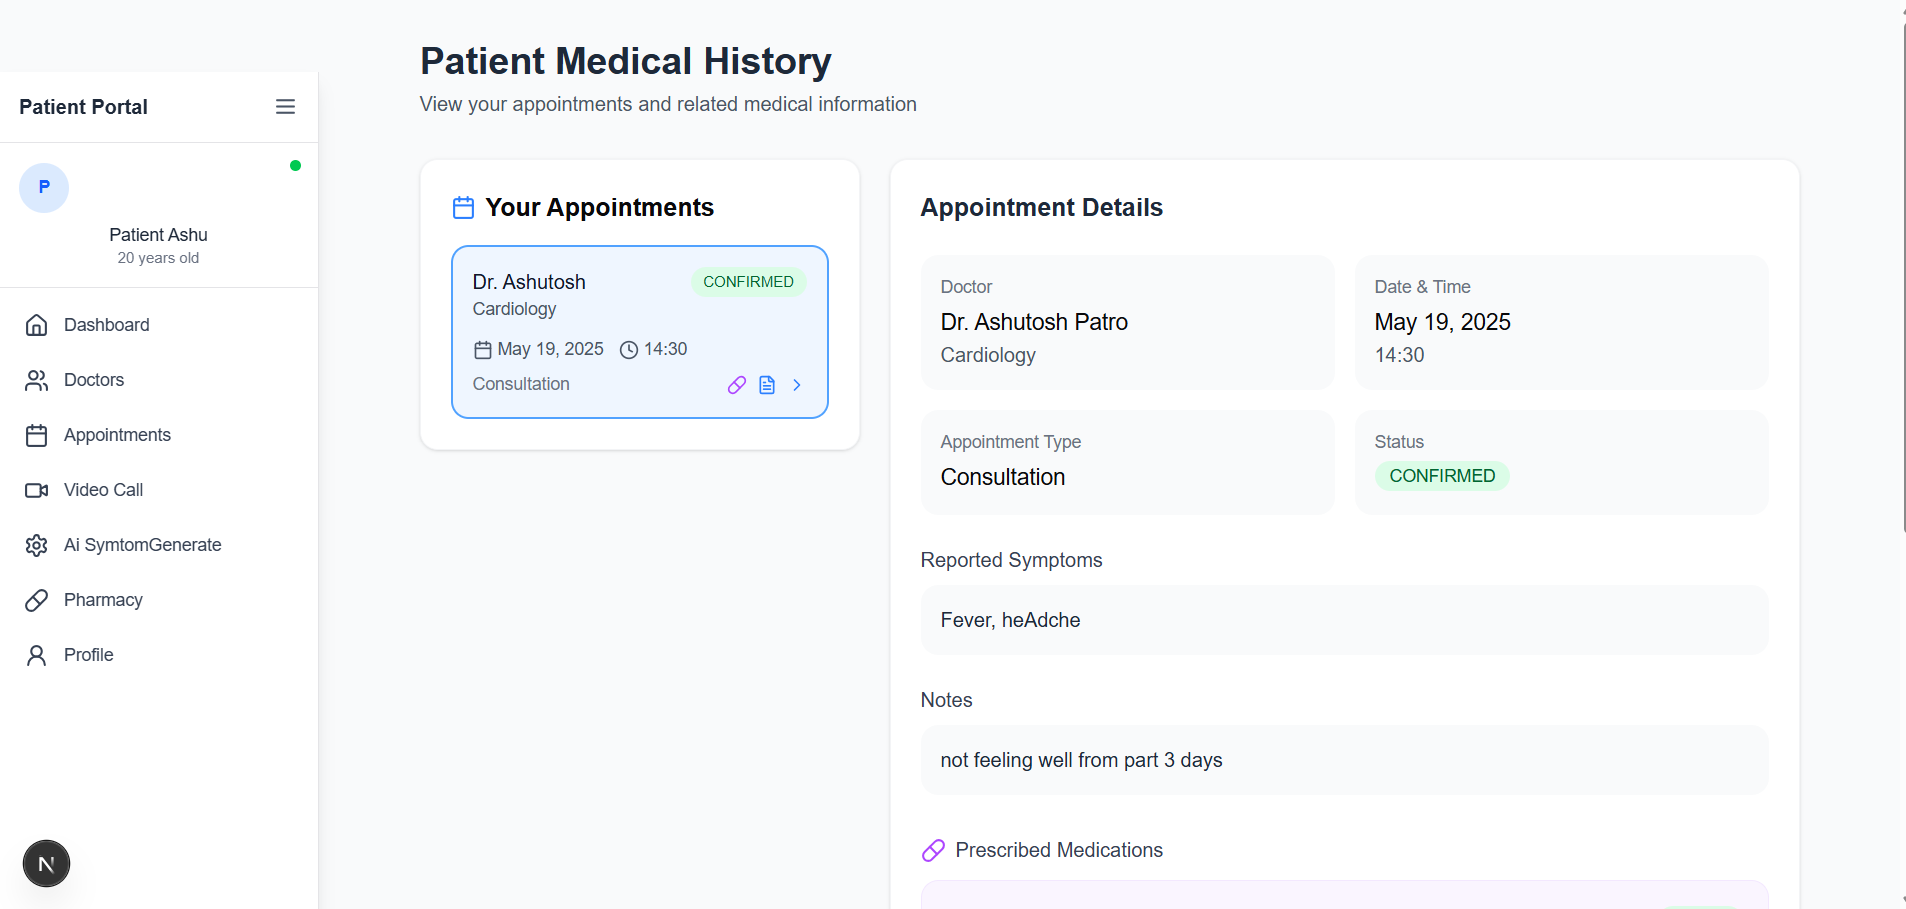 Patient Portal
P
Patient Ashu
20 years old
Dashboard
Doctors
Appointments
Video Call
Ai SymtomGenerate
Pharmacy
Profile
N
Patient Medical History
View your appointments and related medical information
Your Appointments
Dr. Ashutosh
CONFIRMED
Cardiology
May 19, 2025 14:30
Consultation
Appointment Details
Doctor
Dr. Ashutosh Patro
Cardiology
Date & Time
May 19, 2025
14:30
Appointment Type
Consultation
Status
CONFIRMED
Reported Symptoms
Fever, heAdche
Notes
not feeling well from part 3 days
Prescribed Medications